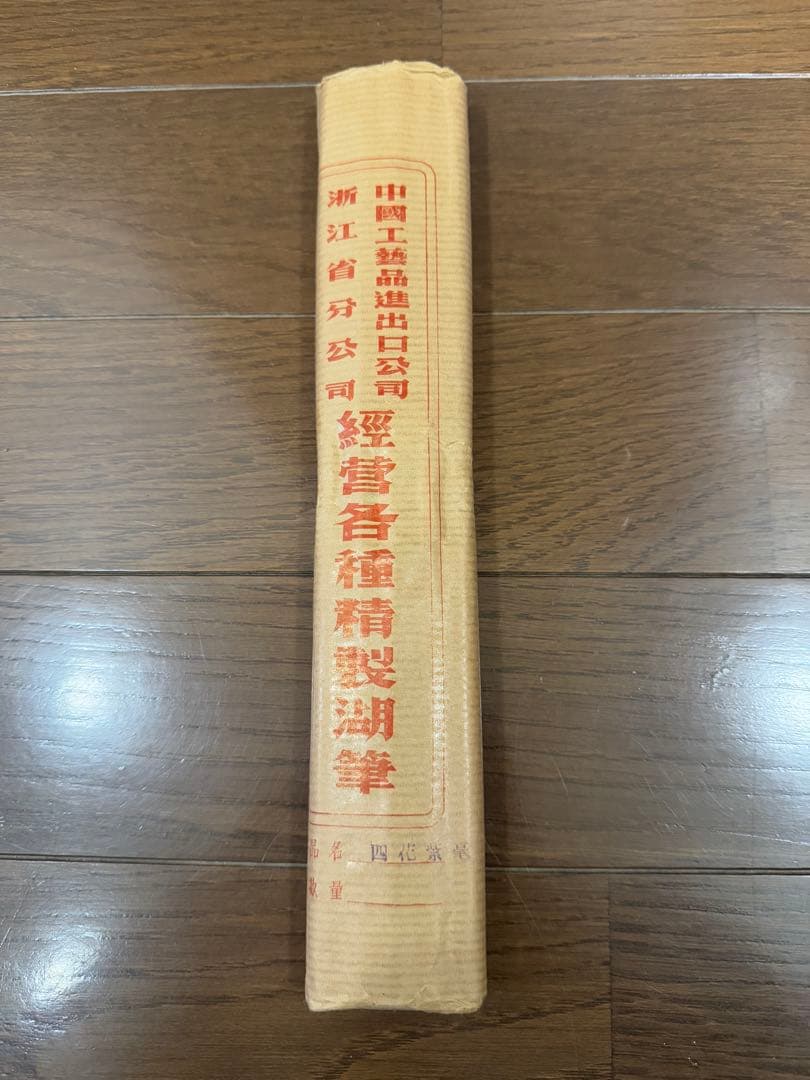 中國工藝品進出口公司
浙江省分公司
經營各種精製湖筆
品名 四花紫毫
數量